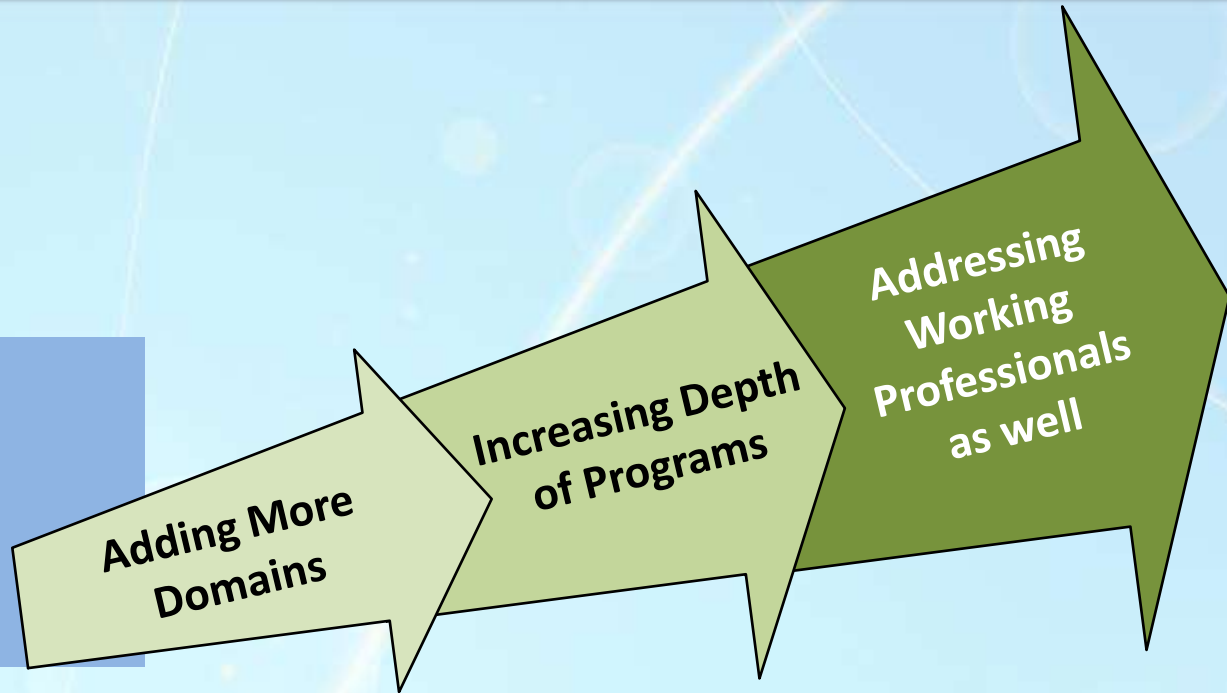 Adding More
Domains
Increasing Depth
of Programs
Addressing
Working
Professionals
as well